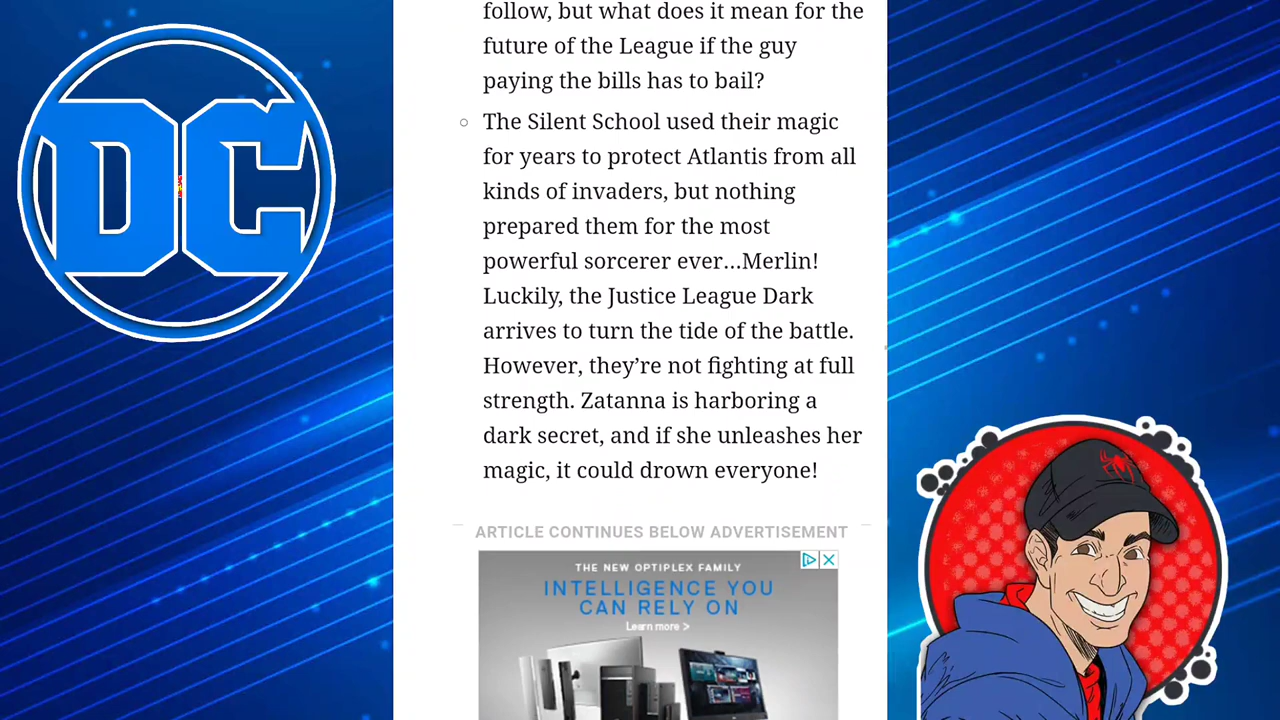 follow, but what does it mean for the
future of the League if the guy
paying the bills has to bail?
The Silent School used their magic
for years to protect Atlantis from all
kinds of invaders, but nothing
prepared them for the most
powerful sorcerer ever…Merlin!
Luckily, the Justice League Dark
arrives to turn the tide of the battle.
However, they’re not fighting at full
strength. Zatanna is harboring a
dark secret, and if she unleashes her
magic, it could drown everyone!
ARTICLE CONTINUES BELOW ADVERTISEMENT
THE NEW OPTIPLEX FAMILY
INTELLIGENCE YOU
CAN RELY ON
Learn more >
DC